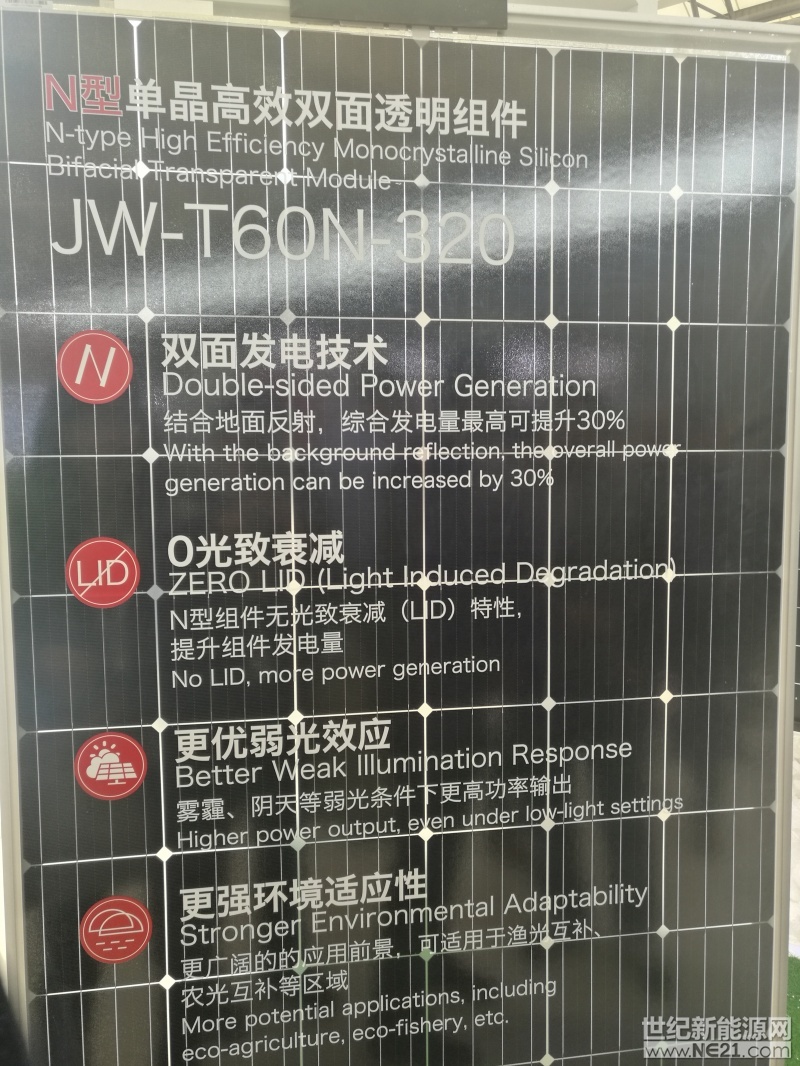 N型单晶高效双面透明组件
N-type High Efficiency Monocrystalline Silicon
Bifacial Transparent Module
JW-T60N-320
N
双面发电技术
Double-sided Power Generation
结合地面反射，综合发电量最高可提升30%
With the background reflection, the overall power
generation can be increased by 30%
LID
0光致衰减
ZERO LID (Light Induced Degradation)
N型组件无光致衰减（LID）特性，
提升组件发电量
No LID, more power generation
更优弱光效应
Better Weak Illumination Response
雾霾、阴天等弱光条件下更高功率输出
Higher power output, even under low-light settings
更强环境适应性
Stronger Environmental Adaptability
更广阔的的应用前景，可适用于渔光互补、
农光互补等区域
More potential applications, including
eco-agriculture, eco-fishery, etc.
世纪新能源网
www.NE21.com